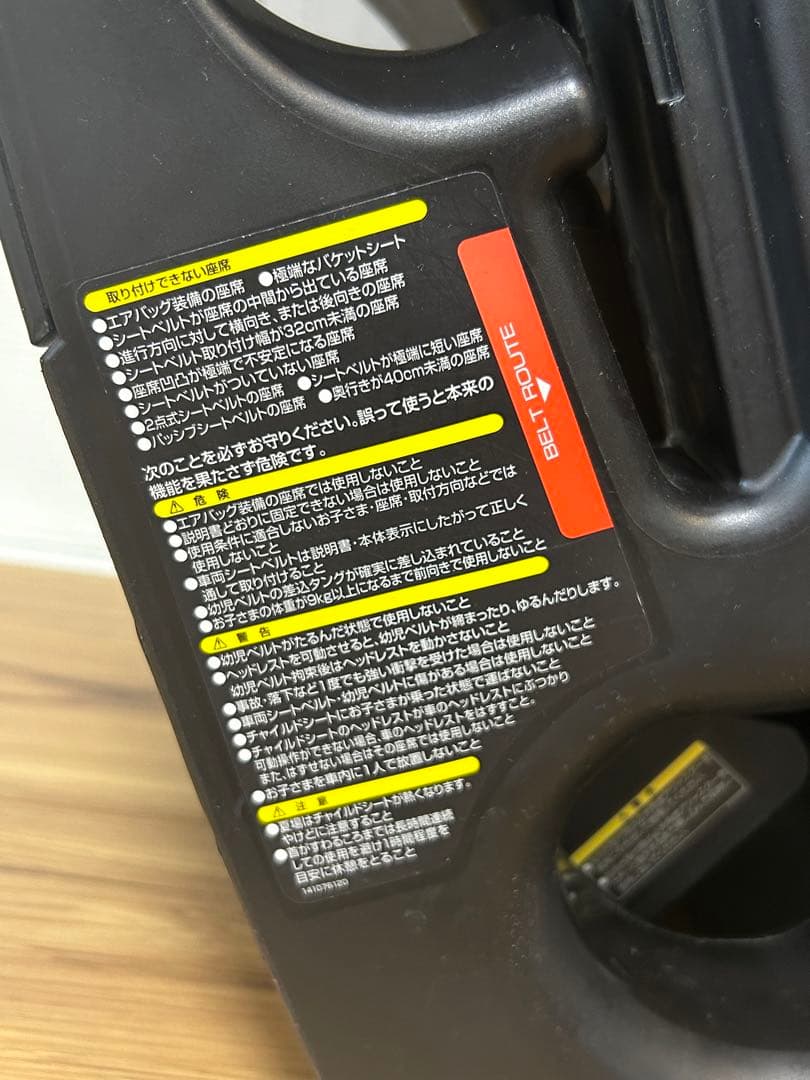 取り付けできない座席
●エアバッグ装備の座席 ●極端なバケットシート
●シートベルトが座席の中間から出ている座席
●進行方向に対して横向き、または後向きの座席
●シートベルト取り付け幅が32cm未満の座席
●座席凹凸が極端で不安定になる座席
●シートベルトがついていない座席
●2点式シートベルトの座席 ●シートベルトが極端に短い座席
●パッシブシートベルトの座席 ●奥行きが40cm未満の座席
次のことを必ずお守りください。誤って使うと本来の
機能を果たさず危険です。
⚠ 危 険
●エアバッグ装備の座席では使用しないこと
●説明書どおりに固定できない場合は使用しないこと
●使用条件に適合しないお子さま・座席・取付方向などでは
使用しないこと
●車両シートベルトは説明書・本体表示にしたがって正しく
通して取り付けること
●幼児ベルトの差込タングが確実に差し込まれていること
●お子さまの体重が9kg以上になるまで前向きで使用しないこと
⚠ 警 告
●幼児ベルトがたるんだ状態で使用しないこと
●ヘッドレストを可動させると、幼児ベルトが締まったり、ゆるんだりします。
幼児ベルト拘束後はヘッドレストを動かさないこと
●事故・落下など1度でも強い衝撃を受けた場合は使用しないこと
●車両シートベルト・幼児ベルトに傷がある場合は使用しないこと
●チャイルドシートにお子さまが乗った状態で運ばないこと
●チャイルドシートのヘッドレストが車のヘッドレストにぶつかり
可動操作ができない場合、車のヘッドレストをはずすこと。
また、はずせない場合はその座席では使用しないこと
●お子さまを車内に1人で放置しないこと
⚠ 注 意
●夏場はチャイルドシートが熱くなります。
やけどに注意すること
●首がすわるころまでは長時間連続
しての使用を避け1時間程度を
目安に休憩をとること
141076120
BELT ROUTE